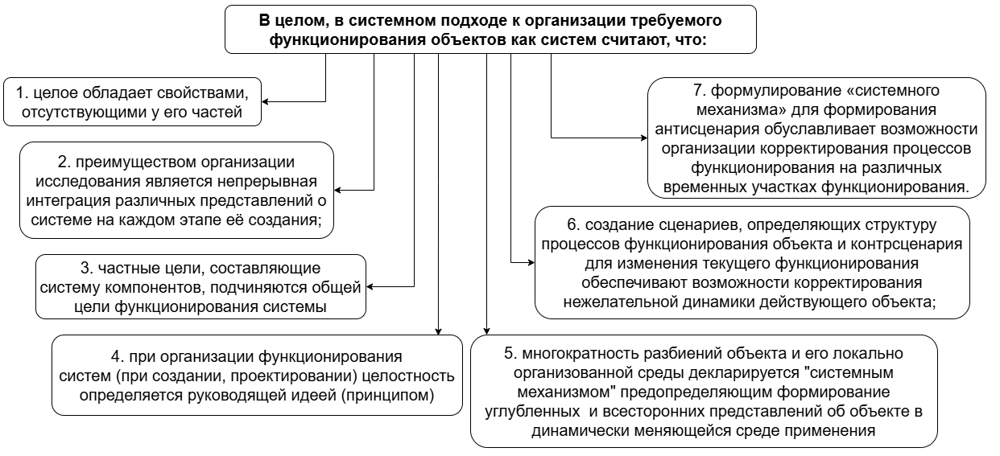 В целом, в системном подходе к организации требуемого
функционирования объектов как систем считают, что:
1. целое обладает свойствами,
отсутствующими у его частей
2. преимуществом организации
исследования является непрерывная
интеграция различных представлений о
системе на каждом этапе её создания;
3. частные цели, составляющие
систему компонентов, подчиняются общей
цели функционирования системы
4. при организации функционирования
систем (при создании, проектировании) целостность
определяется руководящей идеей (принципом)
5. многократность разбиений объекта и его локально
организованной среды декларируется "системным
механизмом" предопределяющим формирование
углубленных и всесторонних представлений об объекте в
динамически меняющейся среде применения
6. создание сценариев, определяющих структуру
процессов функционирования объекта и контрсценария
для изменения текущего функционирования
обеспечивают возможности корректирования
нежелательной динамики действующего объекта;
7. формулирование «системного
механизма» для формирования
антисценария обуславливает возможности
организации корректирования процессов
функционирования на различных
временных участках функционирования.